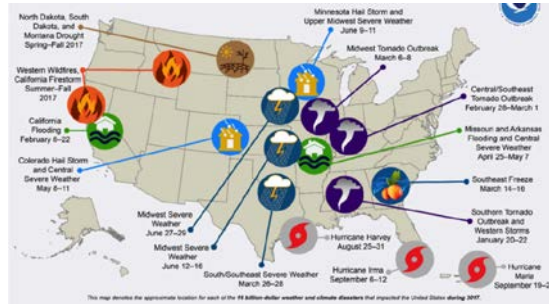 North Dakota, South
Dakota, and
Montana Drought
Spring–Fall 2017
Minnesota Hail Storm and
Upper Midwest Severe Weather
June 9–11
Midwest Tornado Outbreak
March 6–8
Western Wildfires,
California Firestorm
Summer–Fall
2017
Central/Southeast
Tornado Outbreak
February 28–March 1
California
Flooding
February 8–22
Missouri and Arkansas
Flooding and Central
Severe Weather
April 25–May 7
Colorado Hail Storm
and Central
Severe Weather
May 8–11
Southeast Freeze
March 14–16
Midwest Severe
Weather
June 27–29
Midwest Severe
Weather
June 12–16
South/Southeast Severe Weather
March 26–28
Southern Tornado
Outbreak and
Western Storms
January 20–22
Hurricane Harvey
August 25–31
Hurricane Irma
September 6–12
Hurricane
Maria
September 19–2
This map denotes the approximate location for each of the 16 billion-dollar weather and climate disasters that impacted the United States during 2017.